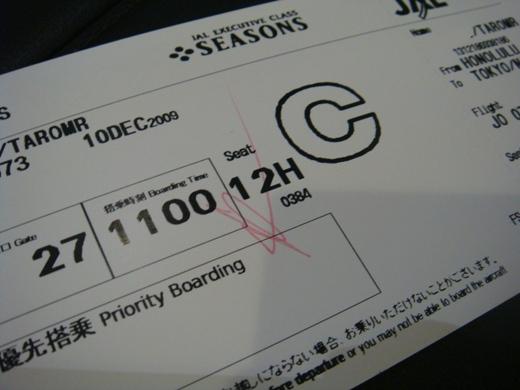 JAL EXECUTIVE CLASS
SEASONS
JAL
Name
/TAROMR
/TAROMR
10DEC2009
From HONOLULU
To TOKYO/N
C
Flight
JO
73
Seat
12H
0384
Gate
27
搭乗時刻 Boarding Time
1100
優先搭乗 Priority Boarding
にならない場合、お乗りいただけないことがございます。
departure or you may not be able to board the aircraft